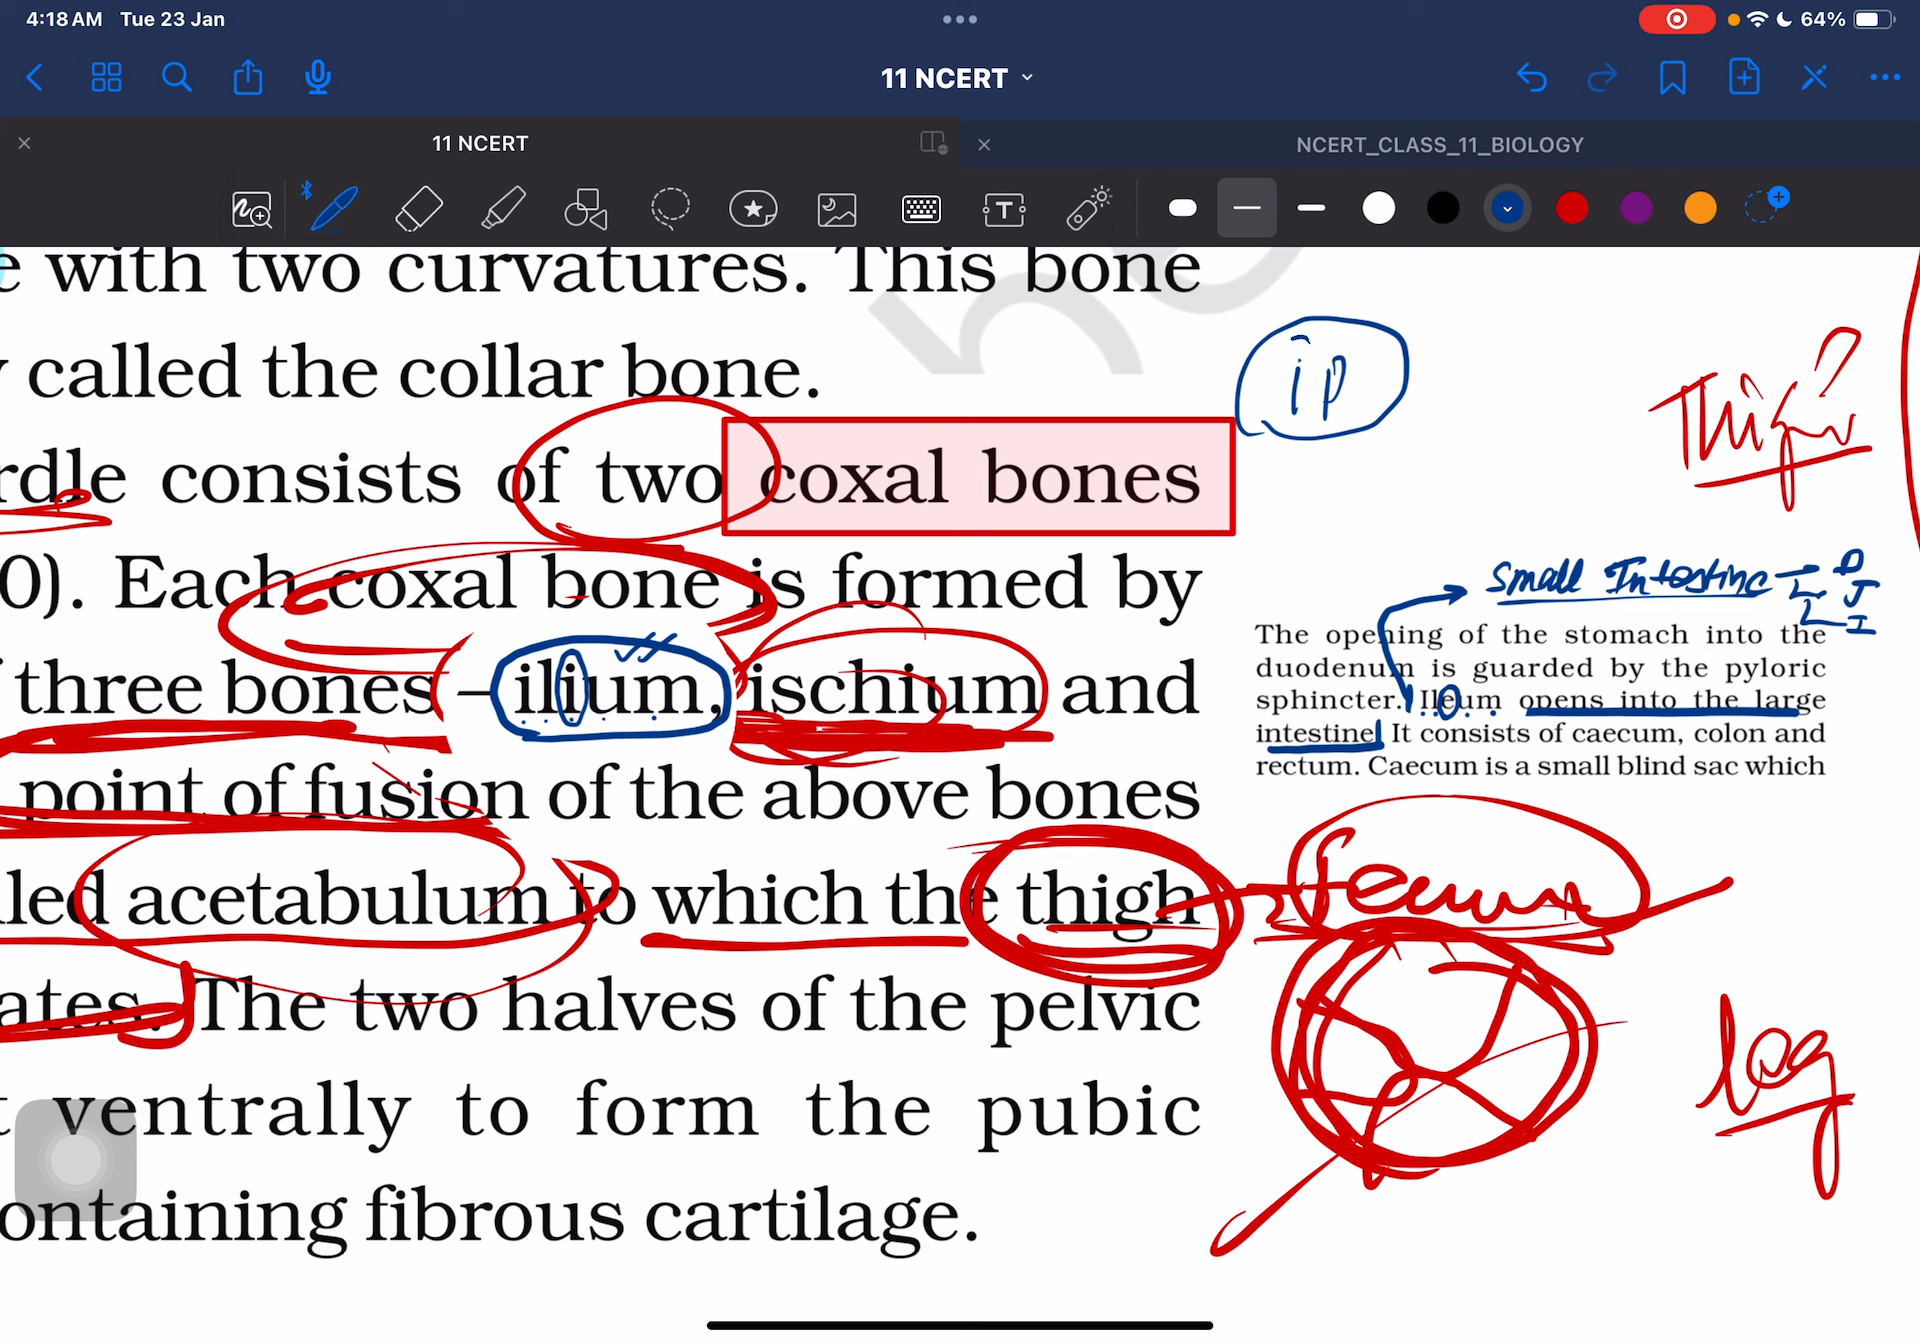 4:18 AM Tue 23 Jan
64%
11 NCERT
11 NCERT
NCERT_CLASS_11_BIOLOGY
e with two curvatures. This bone
called the collar bone.
rdle consists of two coxal bones
0). Each coxal bone is formed by
three bones – ilium, ischium and
point of fusion of the above bones
led acetabulum to which the thigh
ates. The two halves of the pelvic
t ventrally to form the pubic
ontaining fibrous cartilage.
ip
Small Intestine
D
J
I
The opening of the stomach into the
duodenum is guarded by the pyloric
sphincter. Ileum opens into the large
intestine. It consists of caecum, colon and
rectum. Caecum is a small blind sac which
leg